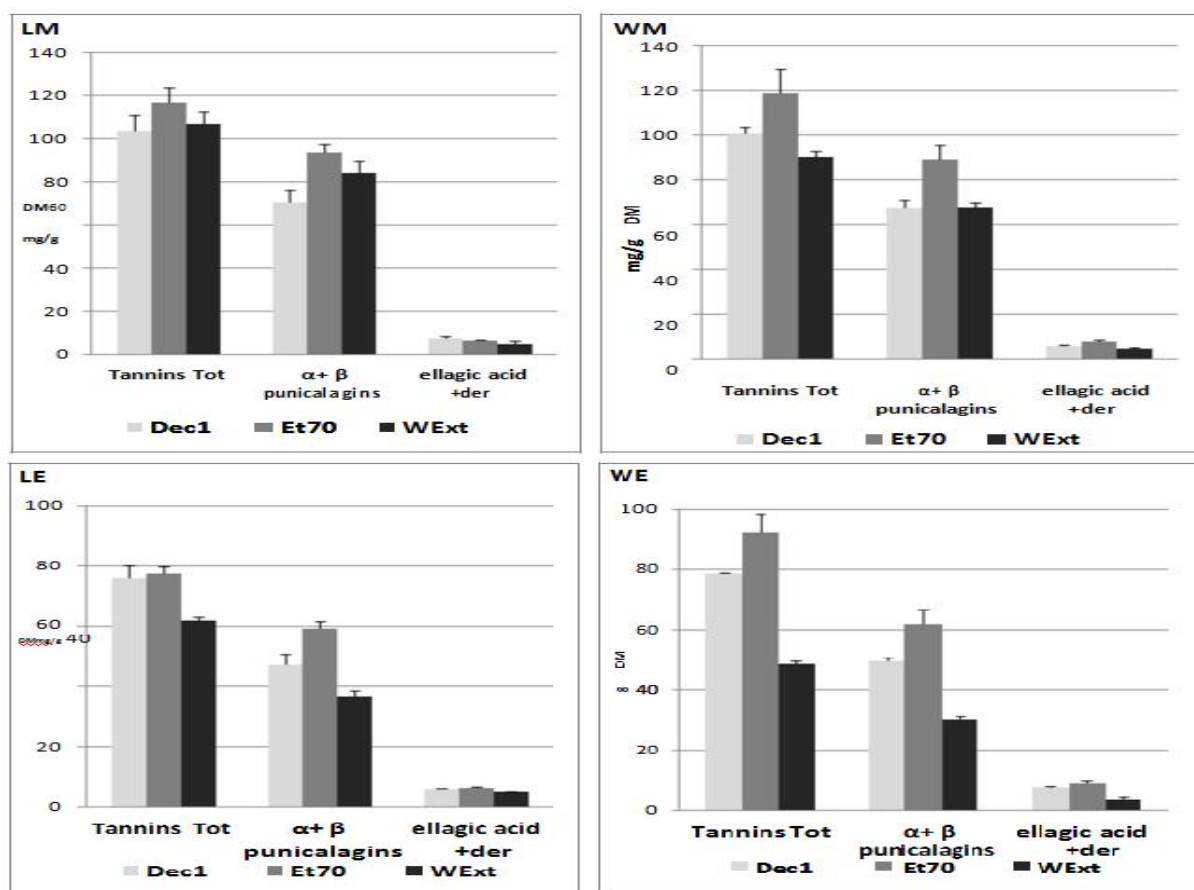 LM
140
120
100
80
DM60
mg/g
40
20
0
Tannins Tot
α+ β
punicalagins
ellagic acid
+der
Dec1
Et70
WExt
WM
140
120
100
80
60
40
20
0
mg/g DM
Tannins Tot
α+ β
punicalagins
ellagic acid
+der
Dec1
Et70
WExt
LE
100
80
60
DMmg/g 40
20
0
Tannins Tot
α+ β
punicalagins
ellagic acid
+der
Dec1
Et70
WExt
WE
100
80
60
DM
g
40
20
0
Tannins Tot
α+ β
punicalagins
ellagic acid
+der
Dec1
Et70
WExt